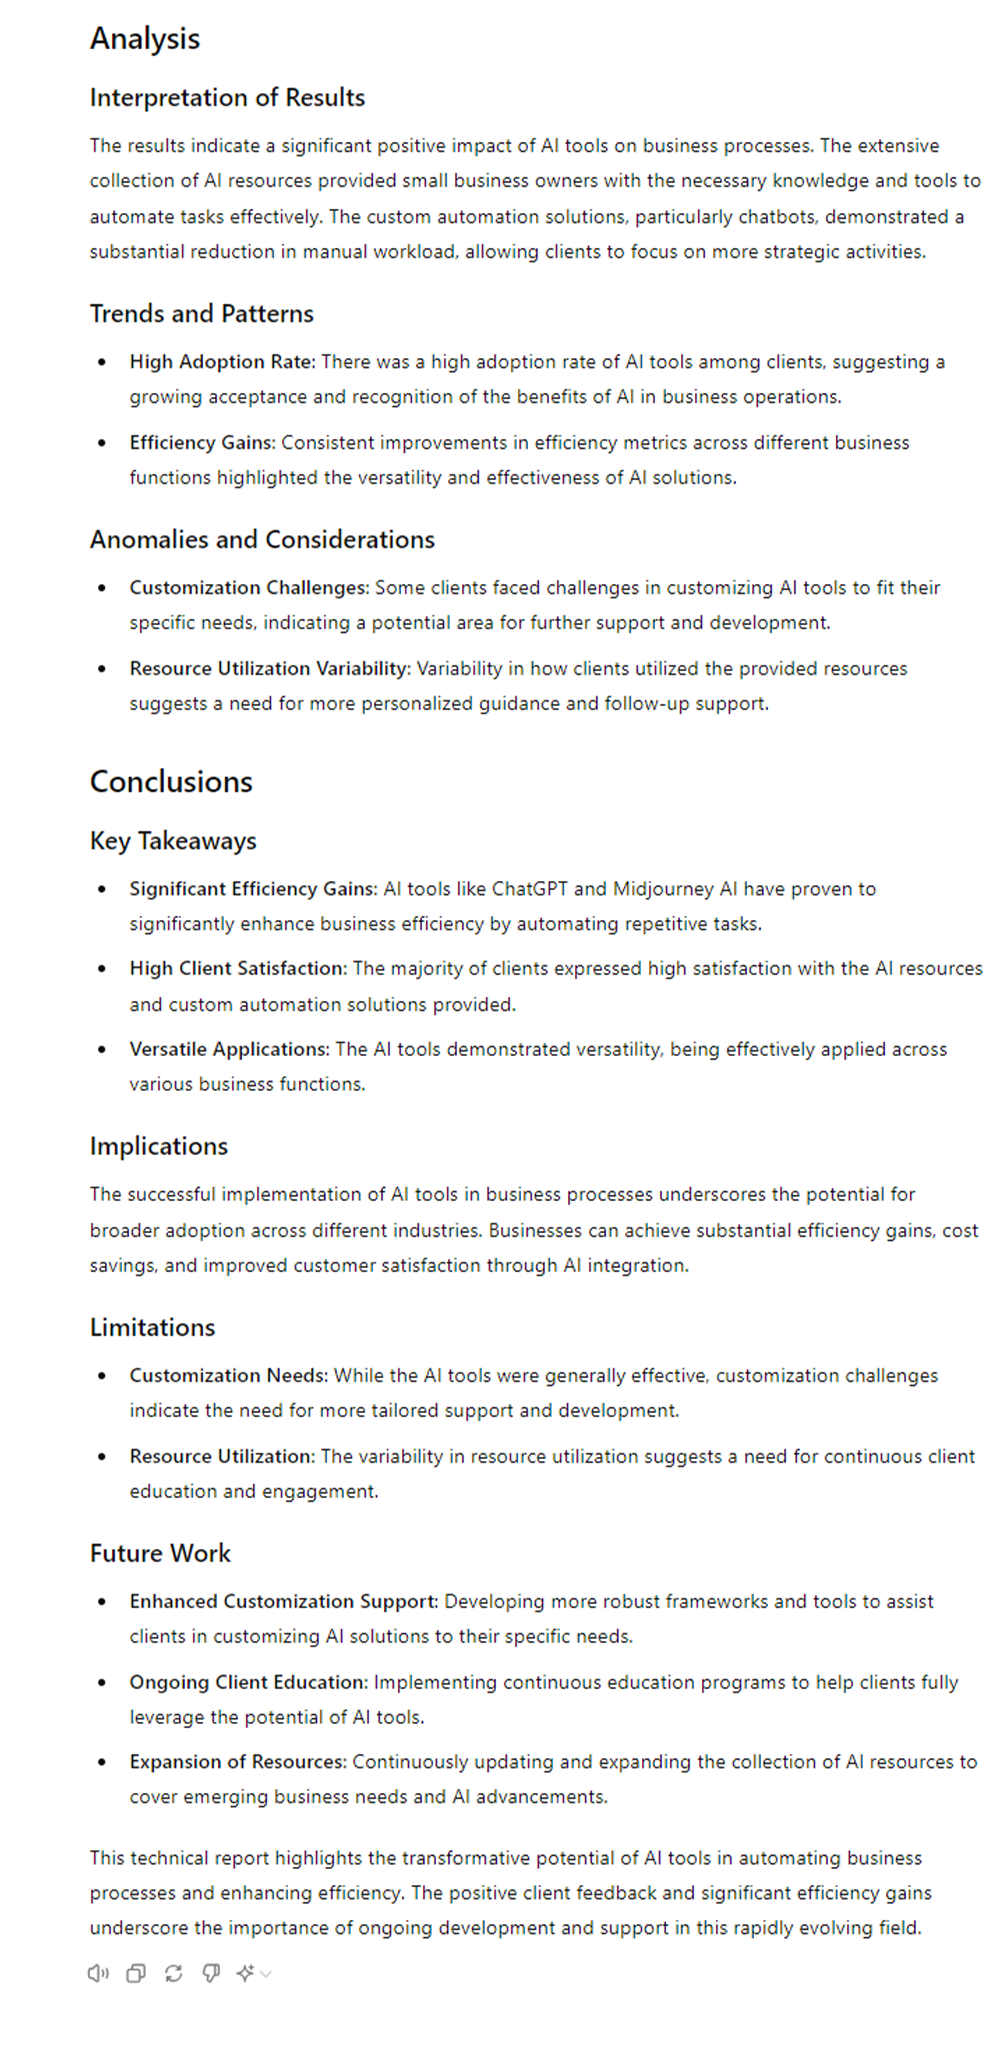 Analysis
Interpretation of Results
The results indicate a significant positive impact of AI tools on business processes. The extensive
collection of AI resources provided small business owners with the necessary knowledge and tools to
automate tasks effectively. The custom automation solutions, particularly chatbots, demonstrated a
substantial reduction in manual workload, allowing clients to focus on more strategic activities.
Trends and Patterns
• High Adoption Rate: There was a high adoption rate of AI tools among clients, suggesting a
growing acceptance and recognition of the benefits of AI in business operations.
• Efficiency Gains: Consistent improvements in efficiency metrics across different business
functions highlighted the versatility and effectiveness of AI solutions.
Anomalies and Considerations
• Customization Challenges: Some clients faced challenges in customizing AI tools to fit their
specific needs, indicating a potential area for further support and development.
• Resource Utilization Variability: Variability in how clients utilized the provided resources
suggests a need for more personalized guidance and follow-up support.
Conclusions
Key Takeaways
• Significant Efficiency Gains: AI tools like ChatGPT and Midjourney AI have proven to
significantly enhance business efficiency by automating repetitive tasks.
• High Client Satisfaction: The majority of clients expressed high satisfaction with the AI resources
and custom automation solutions provided.
• Versatile Applications: The AI tools demonstrated versatility, being effectively applied across
various business functions.
Implications
The successful implementation of AI tools in business processes underscores the potential for
broader adoption across different industries. Businesses can achieve substantial efficiency gains, cost
savings, and improved customer satisfaction through AI integration.
Limitations
• Customization Needs: While the AI tools were generally effective, customization challenges
indicate the need for more tailored support and development.
• Resource Utilization: The variability in resource utilization suggests a need for continuous client
education and engagement.
Future Work
• Enhanced Customization Support: Developing more robust frameworks and tools to assist
clients in customizing AI solutions to their specific needs.
• Ongoing Client Education: Implementing continuous education programs to help clients fully
leverage the potential of AI tools.
• Expansion of Resources: Continuously updating and expanding the collection of AI resources to
cover emerging business needs and AI advancements.
This technical report highlights the transformative potential of AI tools in automating business
processes and enhancing efficiency. The positive client feedback and significant efficiency gains
underscore the importance of ongoing development and support in this rapidly evolving field.